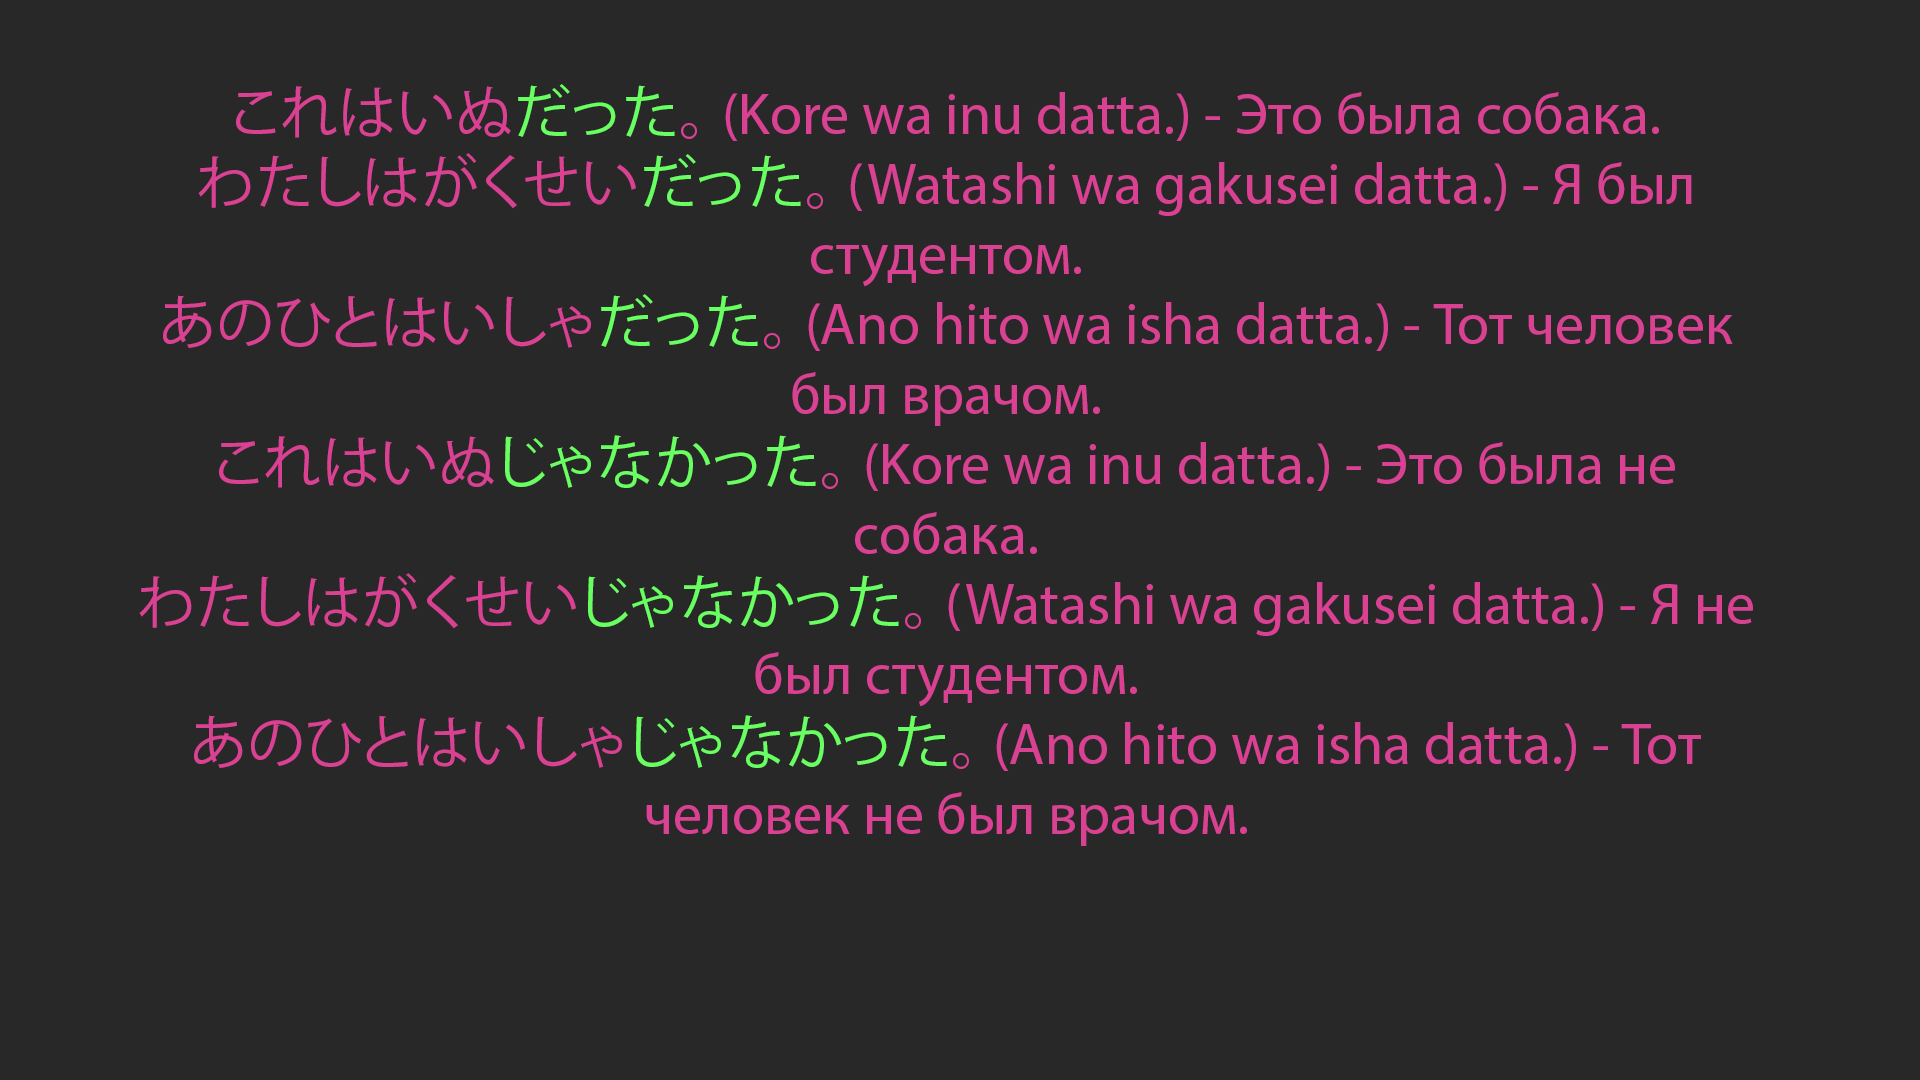 これはいぬだった。(Kore wa inu datta.) - Это была собака.
わたしはがくせいだった。(Watashi wa gakusei datta.) - Я был
студентом.
あのひとはいしゃだった。(Ano hito wa isha datta.) - Тот человек
был врачом.
これはいぬじゃなかった。(Kore wa inu datta.) - Это была не
собака.
わたしはがくせいじゃなかった。(Watashi wa gakusei datta.) - Я не
был студентом.
あのひとはいしゃじゃなかった。(Ano hito wa isha datta.) - Тот
человек не был врачом.